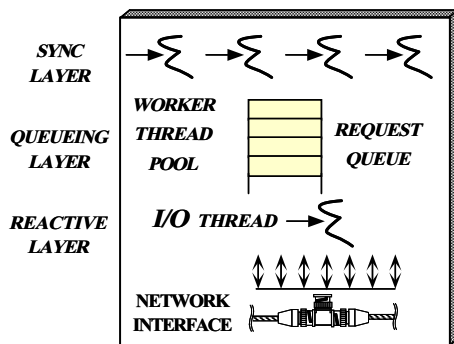 SYNC
LAYER
WORKER
THREAD
POOL
QUEUEING
LAYER
REQUEST
QUEUE
REACTIVE
LAYER
I/O THREAD
NETWORK
INTERFACE